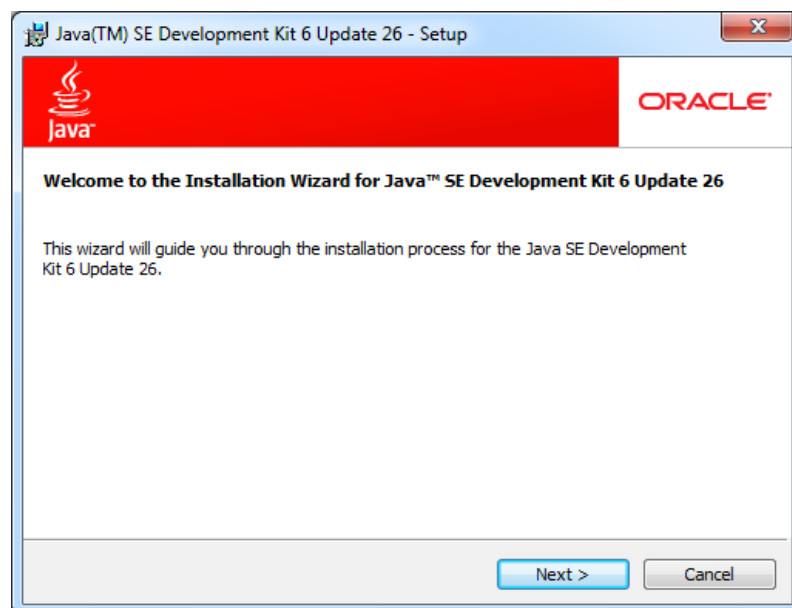 Java(TM) SE Development Kit 6 Update 26 - Setup
Java™
ORACLE®
Welcome to the Installation Wizard for Java™ SE Development Kit 6 Update 26
This wizard will guide you through the installation process for the Java SE Development
Kit 6 Update 26.
Next >
Cancel